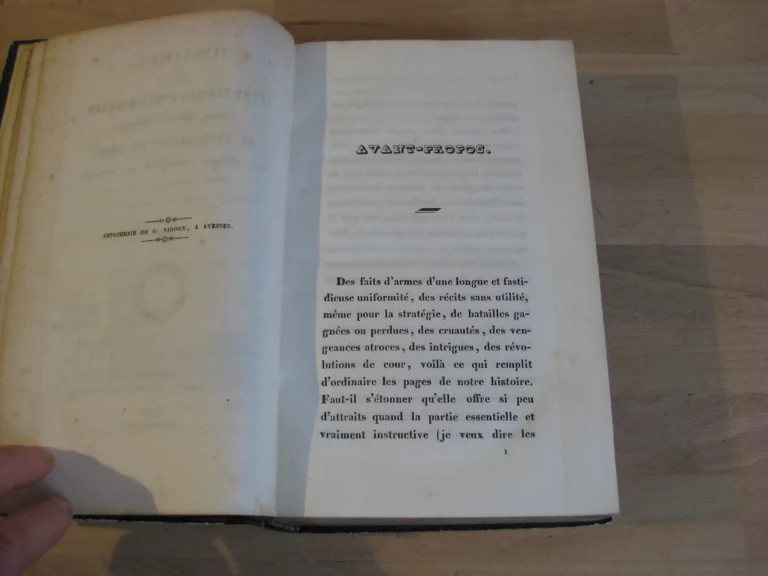 IMPRIMERIE DE C. VIROUX, A AVESNES.
AVANT-PROPOS.
Des faits d'armes d'une longue et fasti-
dieuse uniformité, des récits sans utilité,
même pour la stratégie, de batailles ga-
gnées ou perdues, des cruautés, des ven-
geances atroces, des intrigues, des révo-
lutions de cour, voilà ce qui remplit
d'ordinaire les pages de notre histoire.
Faut-il s'étonner qu'elle offre si peu
d'attraits quand la partie essentielle et
vraiment instructive (je veux dire les
1